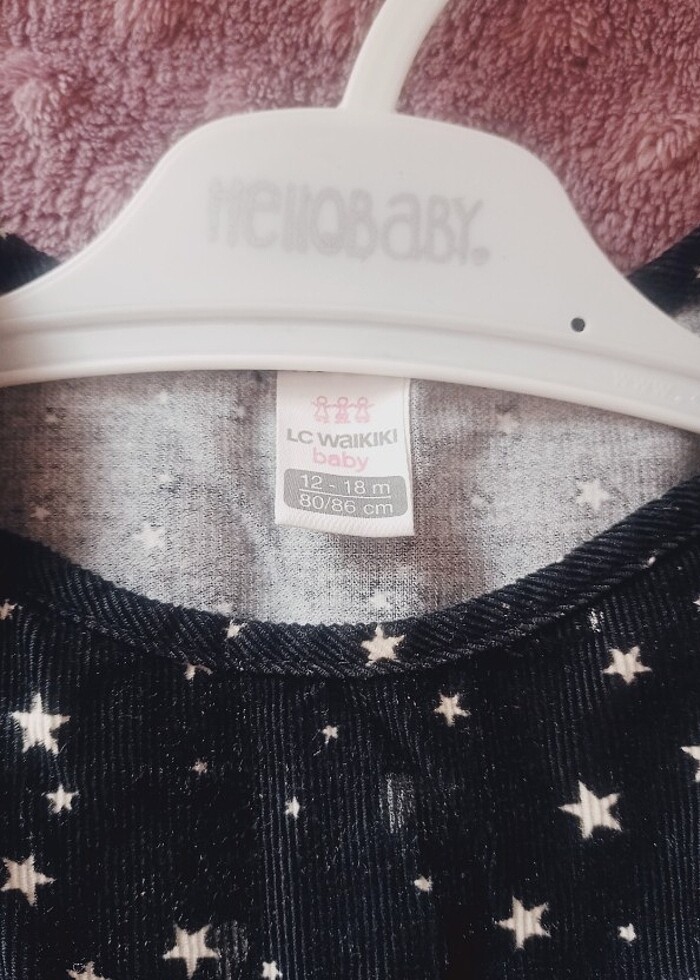 HellOBaBY.
LC WaIKIKI
baby
12 - 18 m
80/86 cm